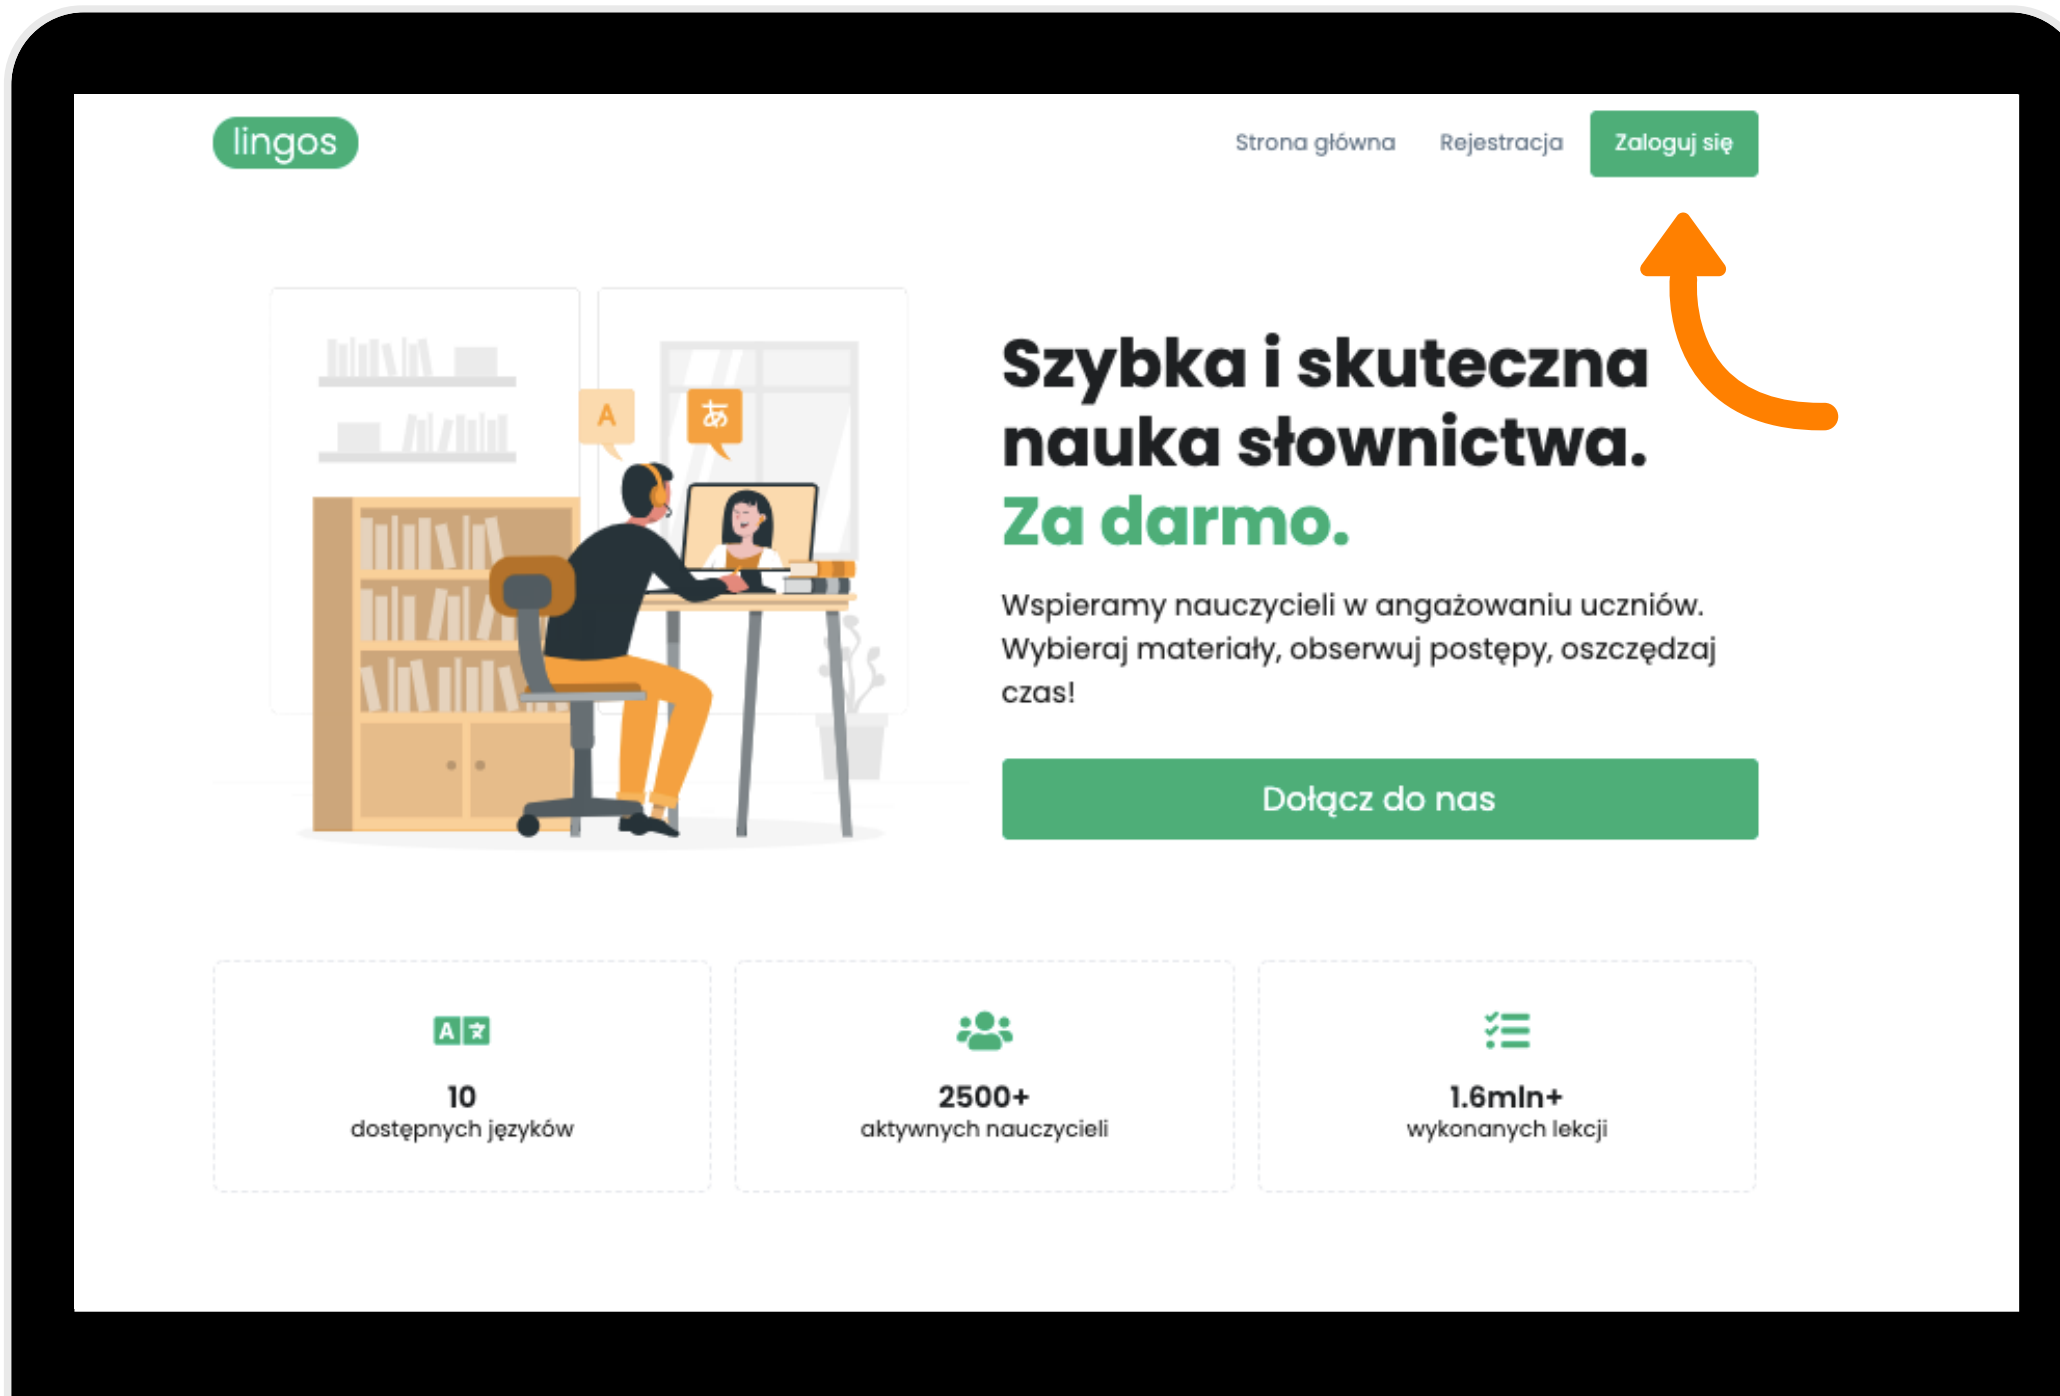 lingos
Strona główna
Rejestracja
Zaloguj się
A
あ
Szybka i skuteczna
nauka słownictwa.
Za darmo.
Wspieramy nauczycieli w angażowaniu uczniów.
Wybieraj materiały, obserwuj postępy, oszczędzaj
czas!
Dołącz do nas
A 文
10
dostępnych języków
2500+
aktywnych nauczycieli
1.6mln+
wykonanych lekcji